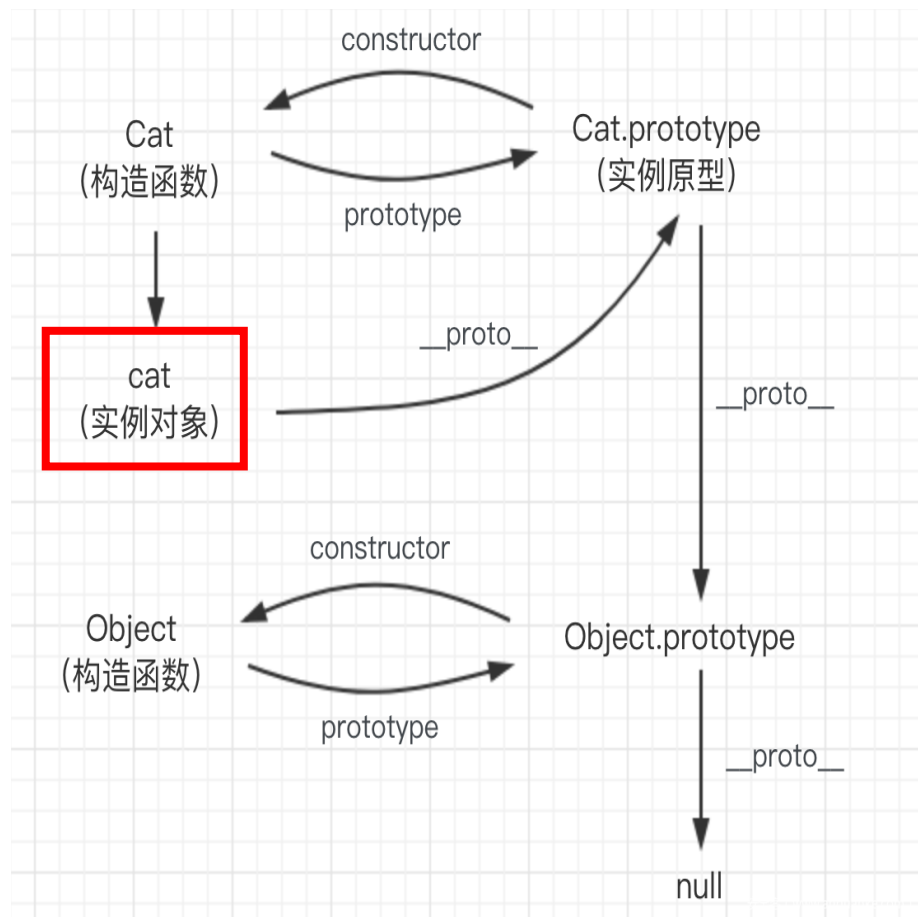 constructor
Cat
(构造函数)
Cat.prototype
(实例原型)
prototype
cat
(实例对象)
__proto__
__proto__
constructor
Object
(构造函数)
Object.prototype
prototype
__proto__
null